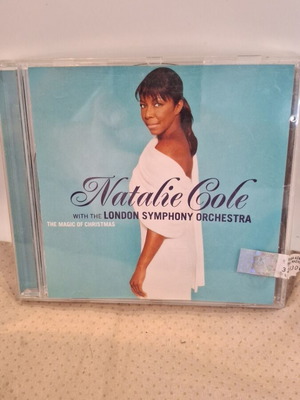 Natalie Cole
WITH THE LONDON SYMPHONY ORCHESTRA
THE MAGIC OF CHRISTMAS